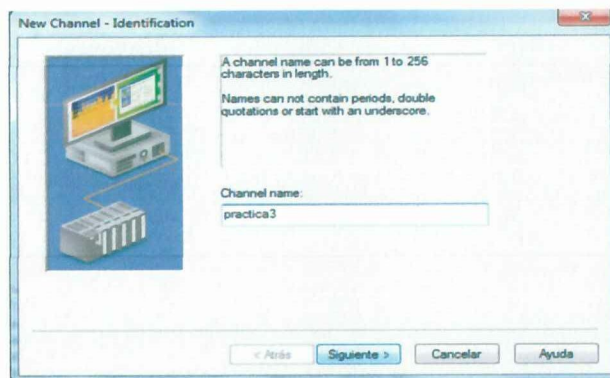 New Channel - Identification
A channel name can be from 1 to 256
characters in length.
Names can not contain periods, double
quotations or start with an underscore.
Channel name:
practica3
< Atrás
Siguiente >
Cancelar
Ayuda